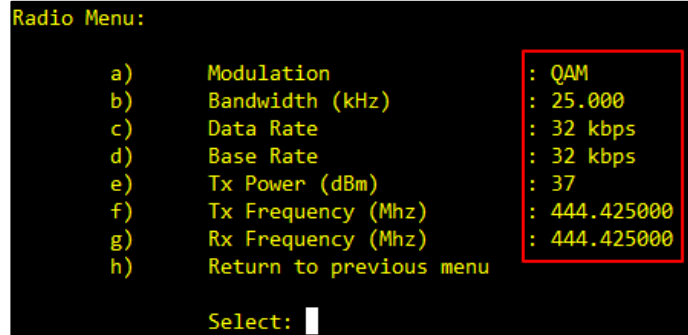 Radio Menu:
a) Modulation : QAM
b) Bandwidth (kHz) : 25.000
c) Data Rate : 32 kbps
d) Base Rate : 32 kbps
e) Tx Power (dBm) : 37
f) Tx Frequency (Mhz) : 444.425000
g) Rx Frequency (Mhz) : 444.425000
h) Return to previous menu
Select: